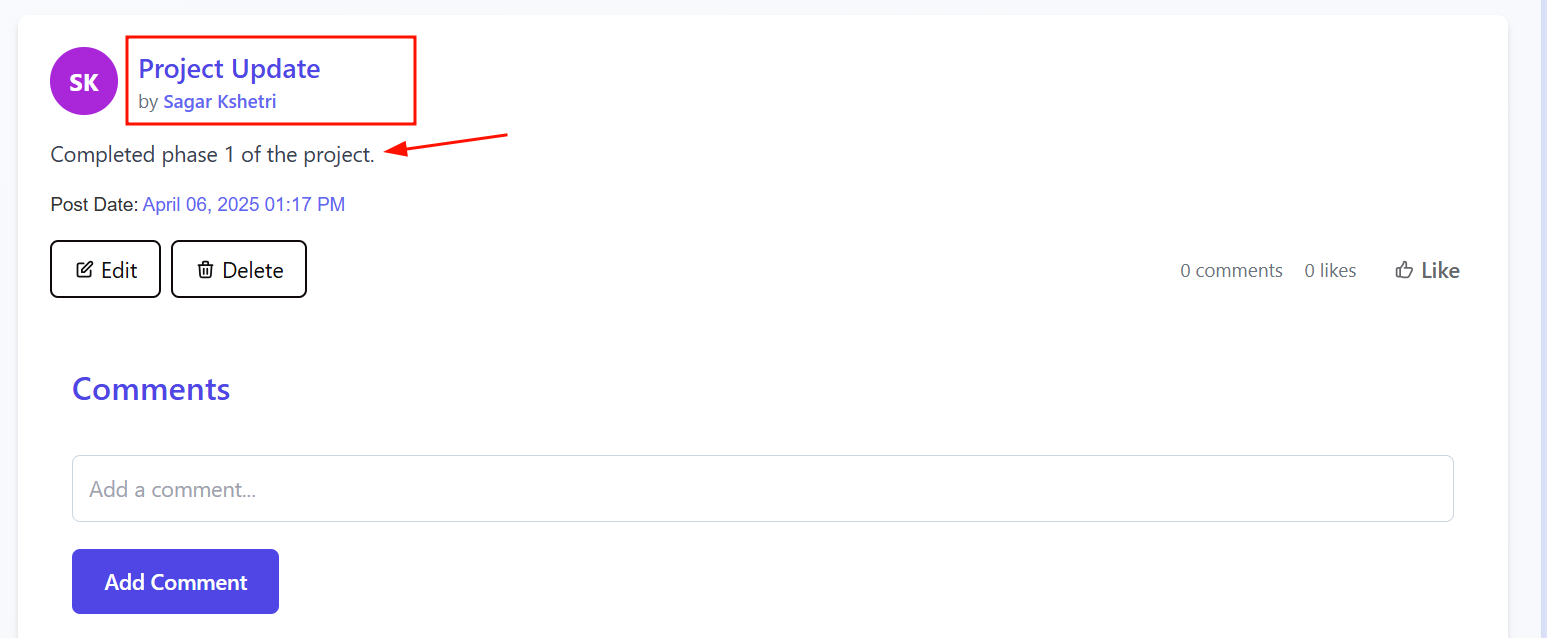 SK
Project Update
by Sagar Kshetri
Completed phase 1 of the project.
Post Date: April 06, 2025 01:17 PM
Edit Delete 0 comments 0 likes Like
Comments
Add a comment...
Add Comment